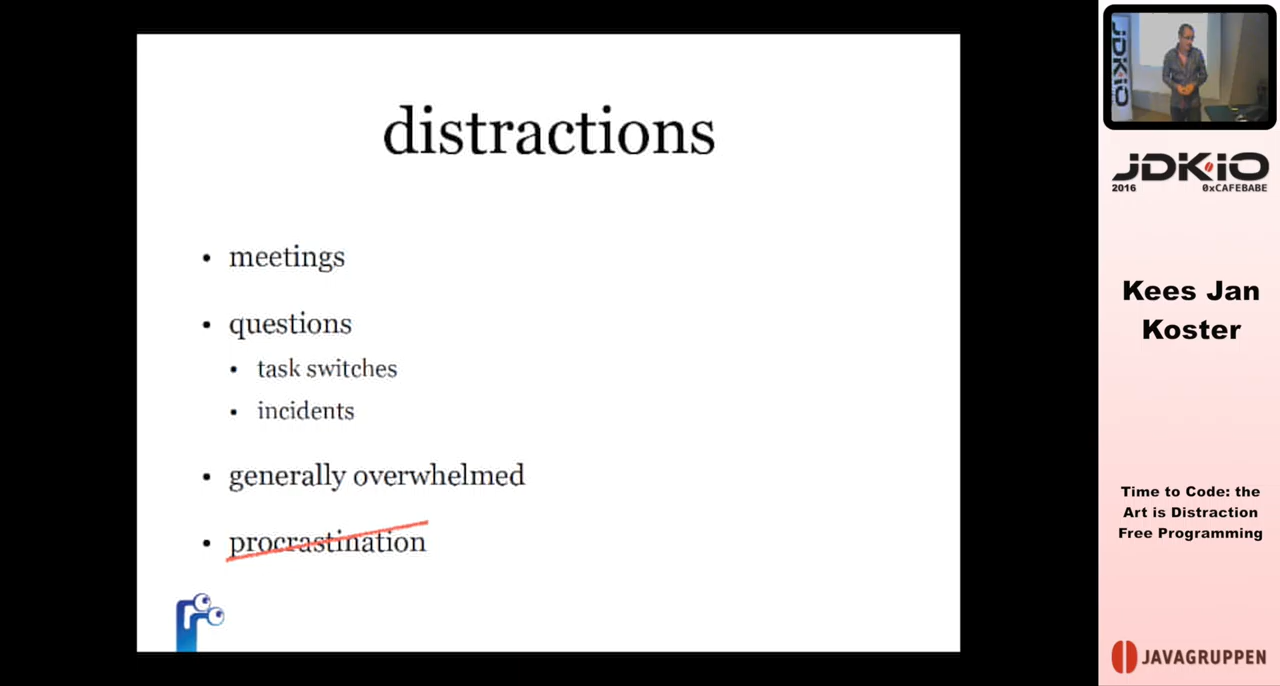 distractions
• meetings
• questions
• task switches
• incidents
• generally overwhelmed
• procrastination
JDKIO
JDK.IO
2016 0xCAFEBABE
Kees Jan
Koster
Time to Code: the
Art is Distraction
Free Programming
JAVAGRUPPEN